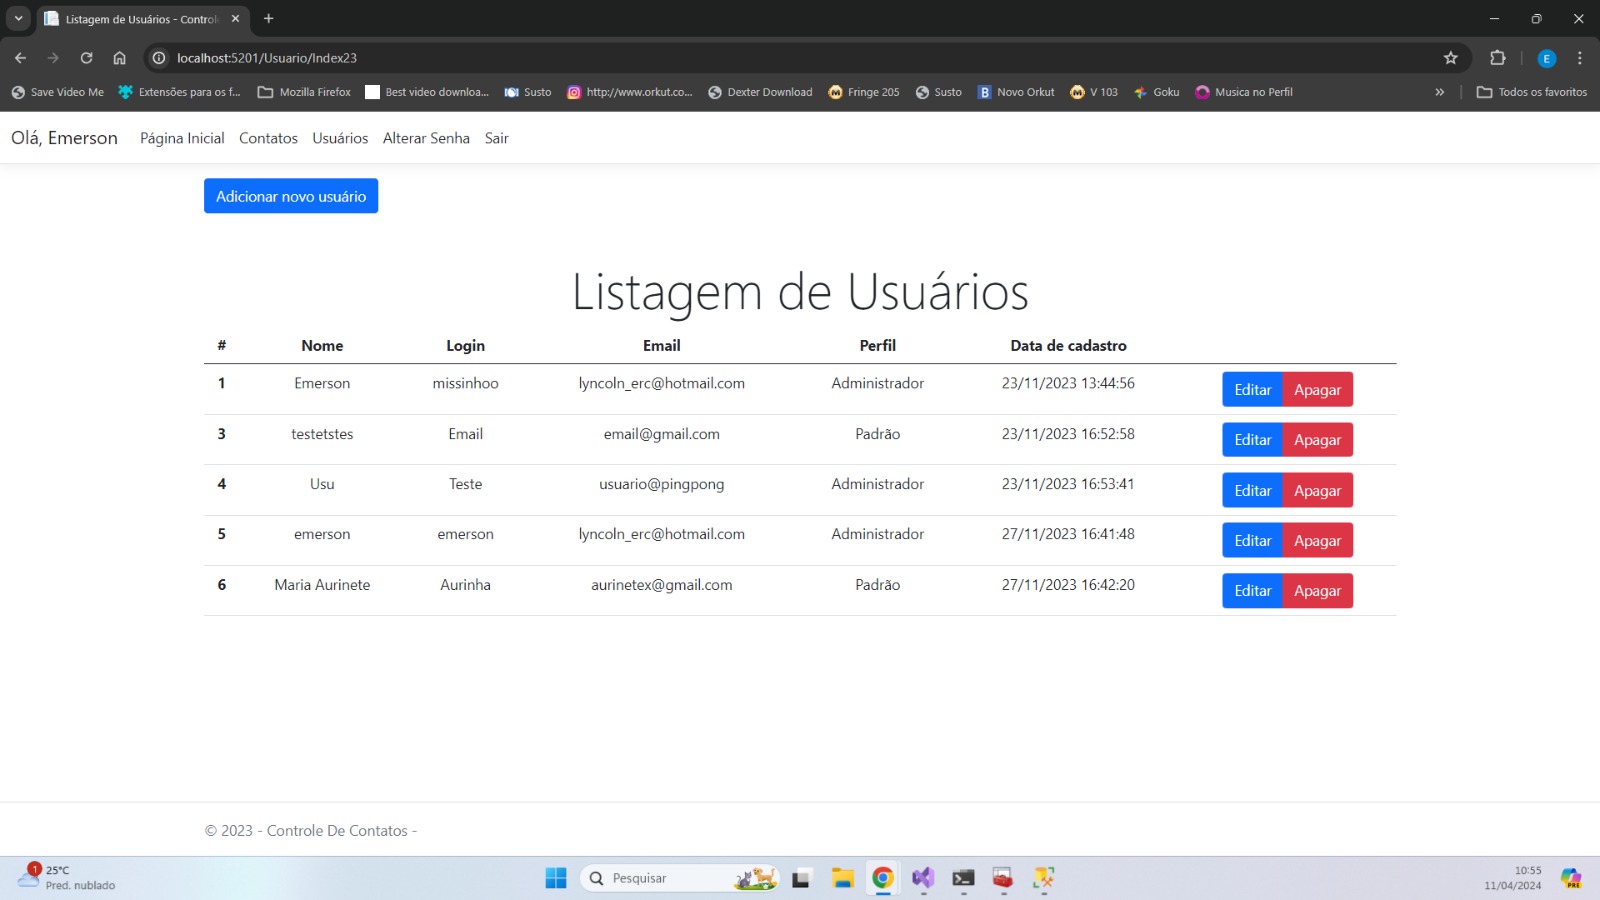 Listagem de Usuários - Control
localhost:5201/Usuario/Index23
E
Save Video Me Extensões para os f... Mozilla Firefox Best video downloa... Susto http://www.orkut.co... Dexter Download Fringe 205 Susto Novo Orkut V 103 Goku Musica no Perfil » Todos os favoritos
Olá, Emerson Página Inicial Contatos Usuários Alterar Senha Sair
Adicionar novo usuário
Listagem de Usuários
# Nome Login Email Perfil Data de cadastro
1 Emerson missinhoo lyncoln_erc@hotmail.com Administrador 23/11/2023 13:44:56 Editar Apagar
3 testetstes Email email@gmail.com Padrão 23/11/2023 16:52:58 Editar Apagar
4 Usu Teste usuario@pingpong Administrador 23/11/2023 16:53:41 Editar Apagar
5 emerson emerson lyncoln_erc@hotmail.com Administrador 27/11/2023 16:41:48 Editar Apagar
6 Maria Aurinete Aurinha aurinetex@gmail.com Padrão 27/11/2023 16:42:20 Editar Apagar
© 2023 - Controle De Contatos -
1
25°C
Pred. nublado
Pesquisar
10:55
11/04/2024
PRE